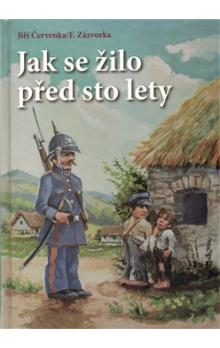 Jiří Červenka/F. Zázvorka
Jak se žilo
před sto lety